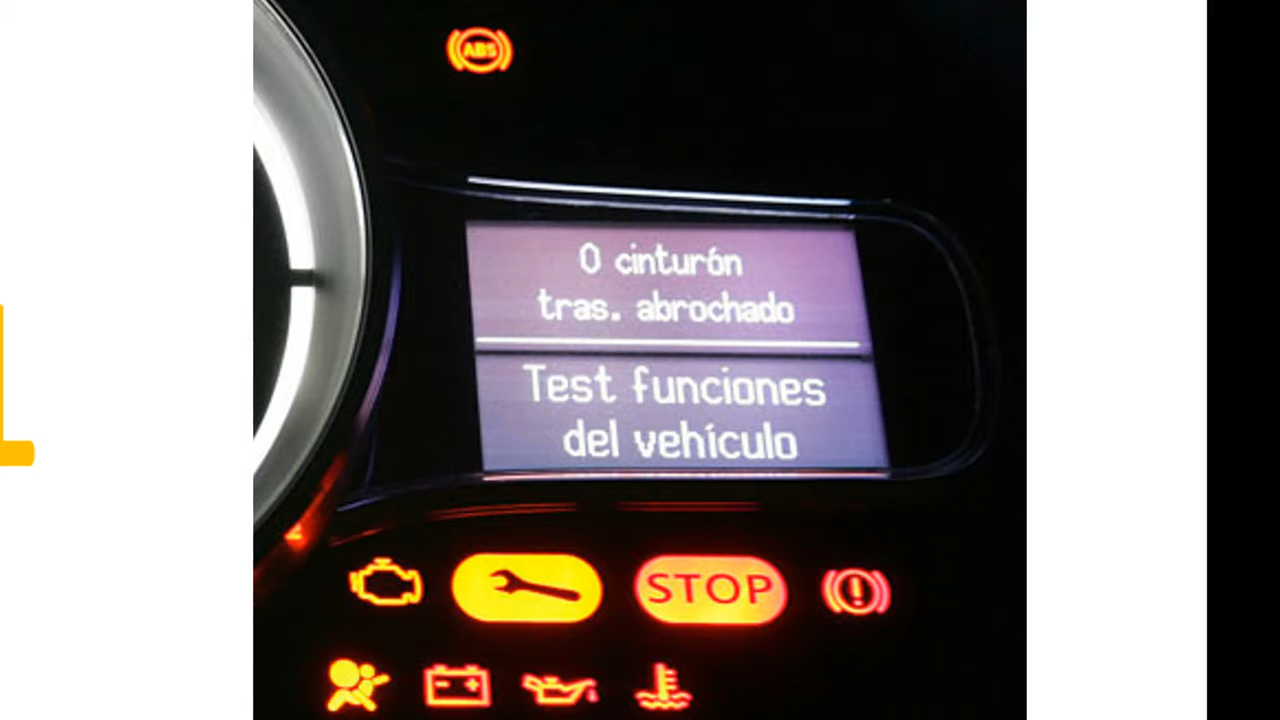 ABS
0 cinturón
tras. abrochado
Test funciones
del vehículo
STOP